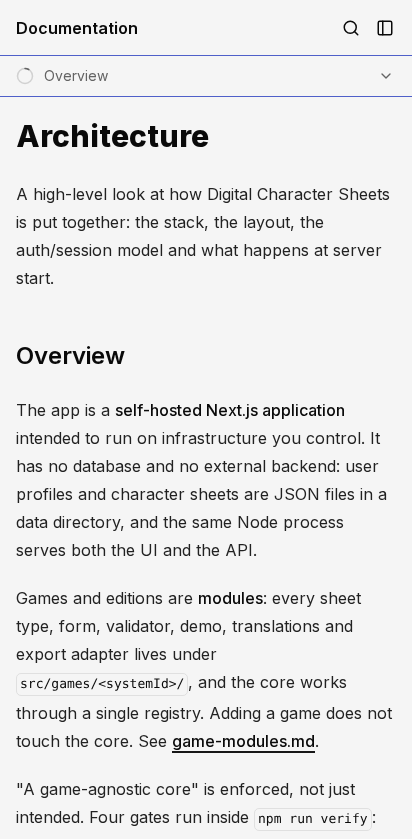 Documentation
Overview
Architecture
A high-level look at how Digital Character Sheets
is put together: the stack, the layout, the
auth/session model and what happens at server
start.
Overview
The app is a self-hosted Next.js application
intended to run on infrastructure you control. It
has no database and no external backend: user
profiles and character sheets are JSON files in a
data directory, and the same Node process
serves both the UI and the API.
Games and editions are modules: every sheet
type, form, validator, demo, translations and
export adapter lives under
src/games/<systemId>/, and the core works
through a single registry. Adding a game does not
touch the core. See game-modules.md.
"A game-agnostic core" is enforced, not just
intended. Four gates run inside npm run verify: